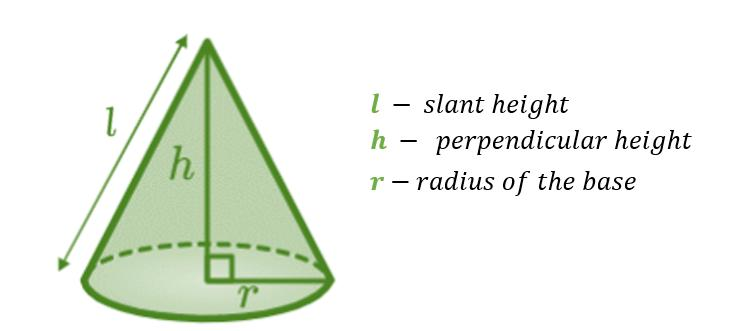 l
h
r
l – slant height
h – perpendicular height
r – radius of the base